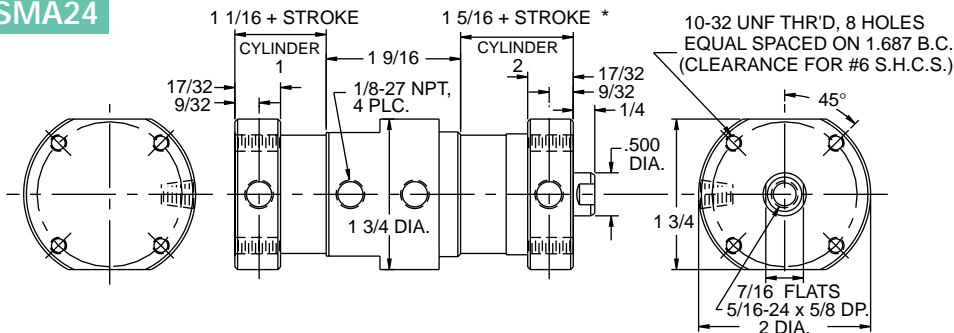 SMA24
1 1/16 + STROKE
1 5/16 + STROKE *
10-32 UNF THR'D, 8 HOLES
EQUAL SPACED ON 1.687 B.C.
(CLEARANCE FOR #6 S.H.C.S.)
CYLINDER
1
1 9/16
CYLINDER
2
17/32
9/32
1/8-27 NPT,
4 PLC.
17/32
9/32
1/4
45°
.500
DIA.
1 3/4 DIA.
1 3/4
7/16 FLATS
5/16-24 x 5/8 DP.
2 DIA.